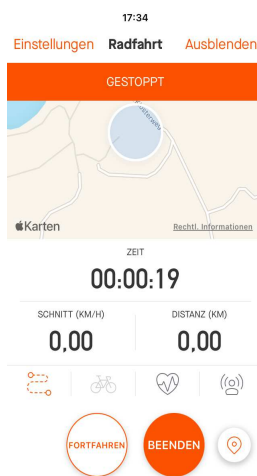 17:34
Einstellungen Radfahrt Ausblenden
GESTOPPT
Karten
Rechtl. Informationen
ZEIT
00:00:19
SCHNITT (KM/H) DISTANZ (KM)
0,00 0,00
FORTFAHREN BEENDEN